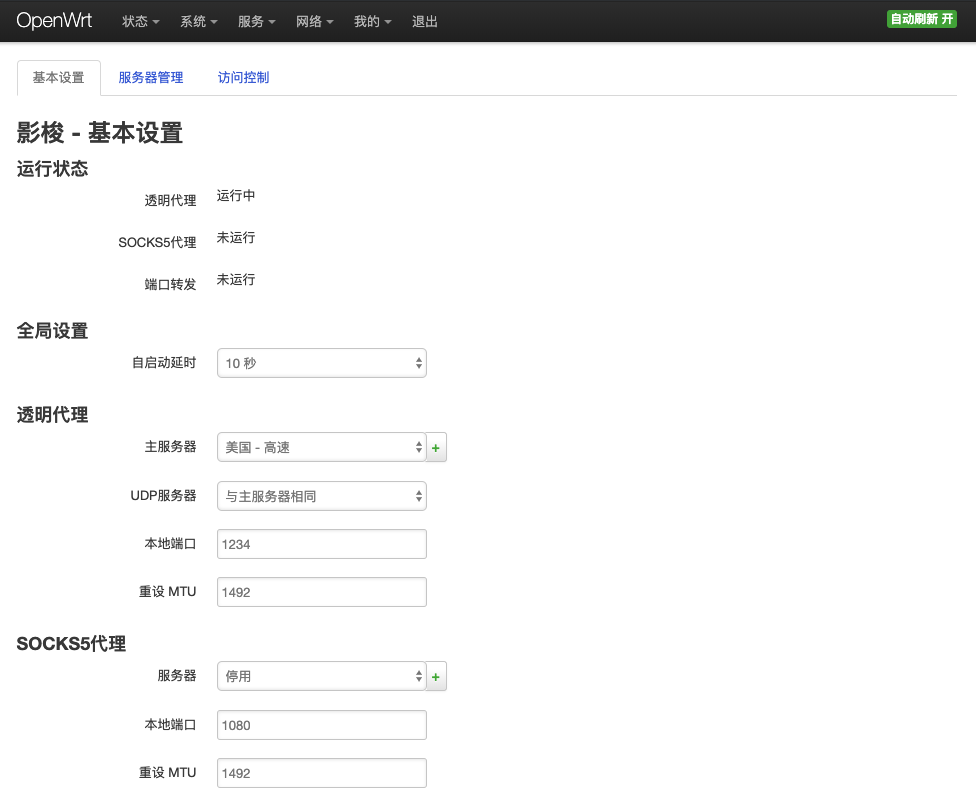 OpenWrt 状态 系统 服务 网络 我的 退出 自动刷新 开
基本设置 服务器管理 访问控制
影梭 - 基本设置
运行状态
透明代理 运行中
SOCKS5代理 未运行
端口转发 未运行
全局设置
自启动延时 10 秒
透明代理
主服务器 美国 - 高速 +
UDP服务器 与主服务器相同
本地端口 1234
重设 MTU 1492
SOCKS5代理
服务器 停用 +
本地端口 1080
重设 MTU 1492